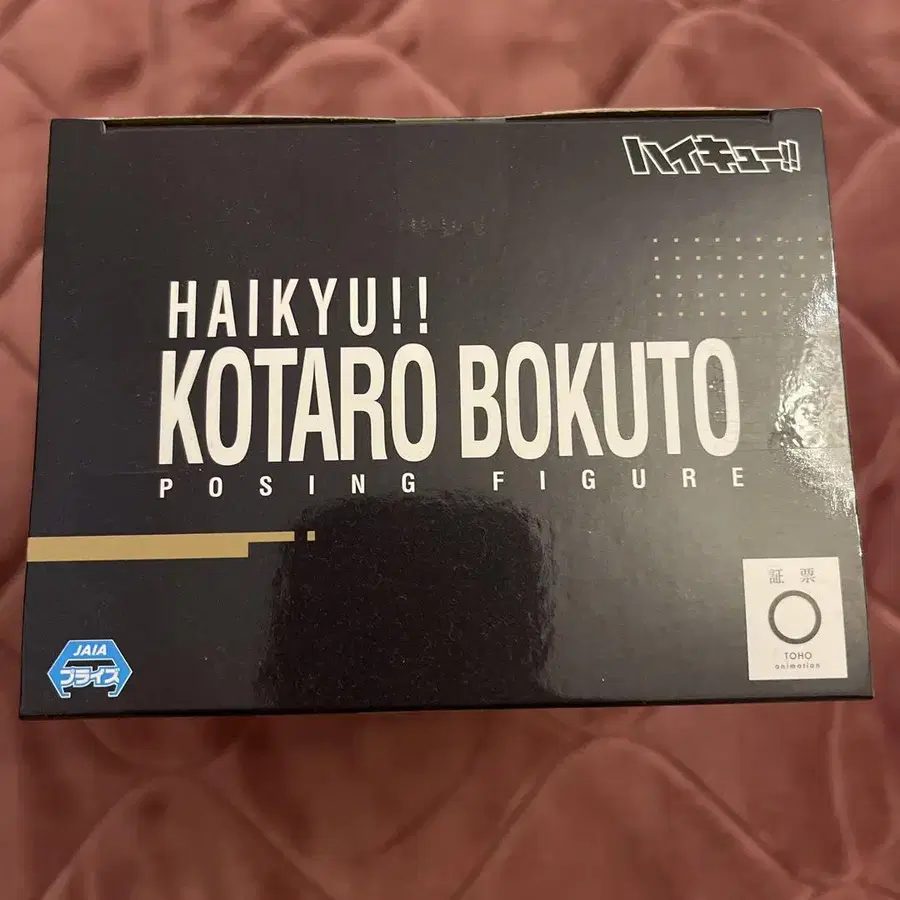 ハイキュー!!
HAIKYU!!
KOTARO BOKUTO
POSING FIGURE
JAIA
プライズ
証票
TOHO
animation